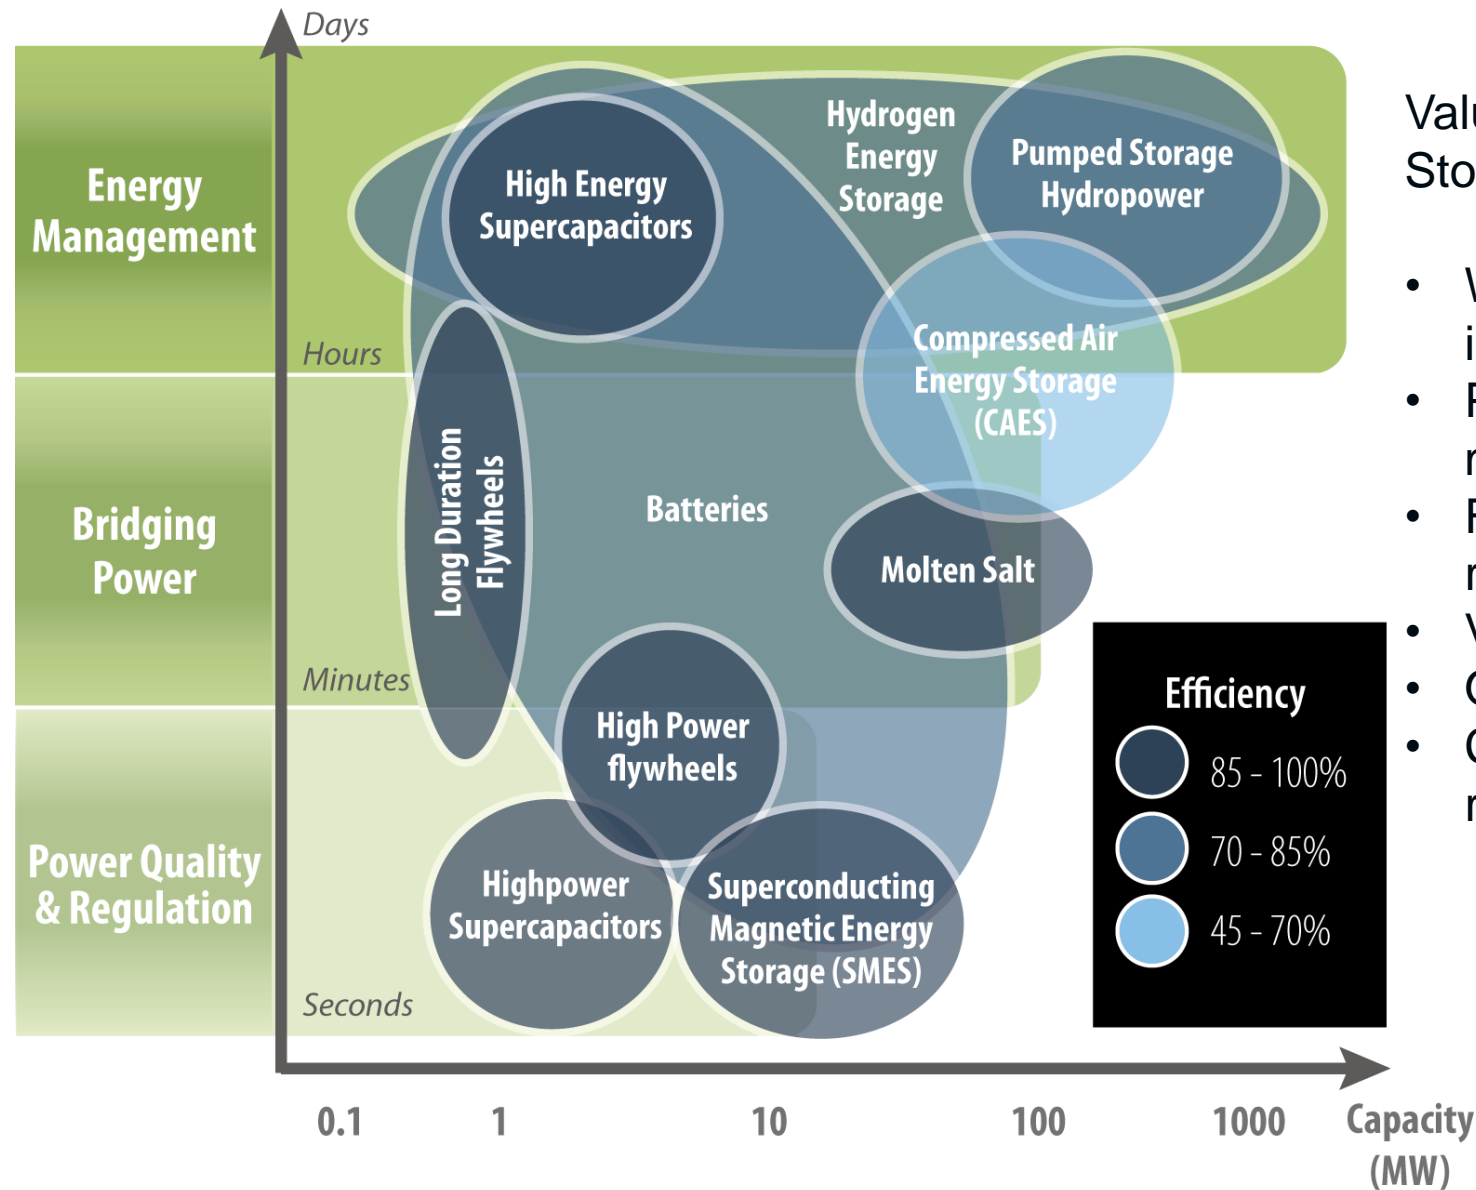 Days
Energy
Management
High Energy
Supercapacitors
Hydrogen
Energy
Storage
Pumped Storage
Hydropower
Hours
Compressed Air
Energy Storage
(CAES)
Bridging
Power
Long Duration
Flywheels
Batteries
Molten Salt
Minutes
High Power
flywheels
Power Quality
& Regulation
Highpower
Supercapacitors
Superconducting
Magnetic Energy
Storage (SMES)
Seconds
Efficiency
85 - 100%
70 - 85%
45 - 70%
0.1 1 10 100 1000 Capacity
(MW)